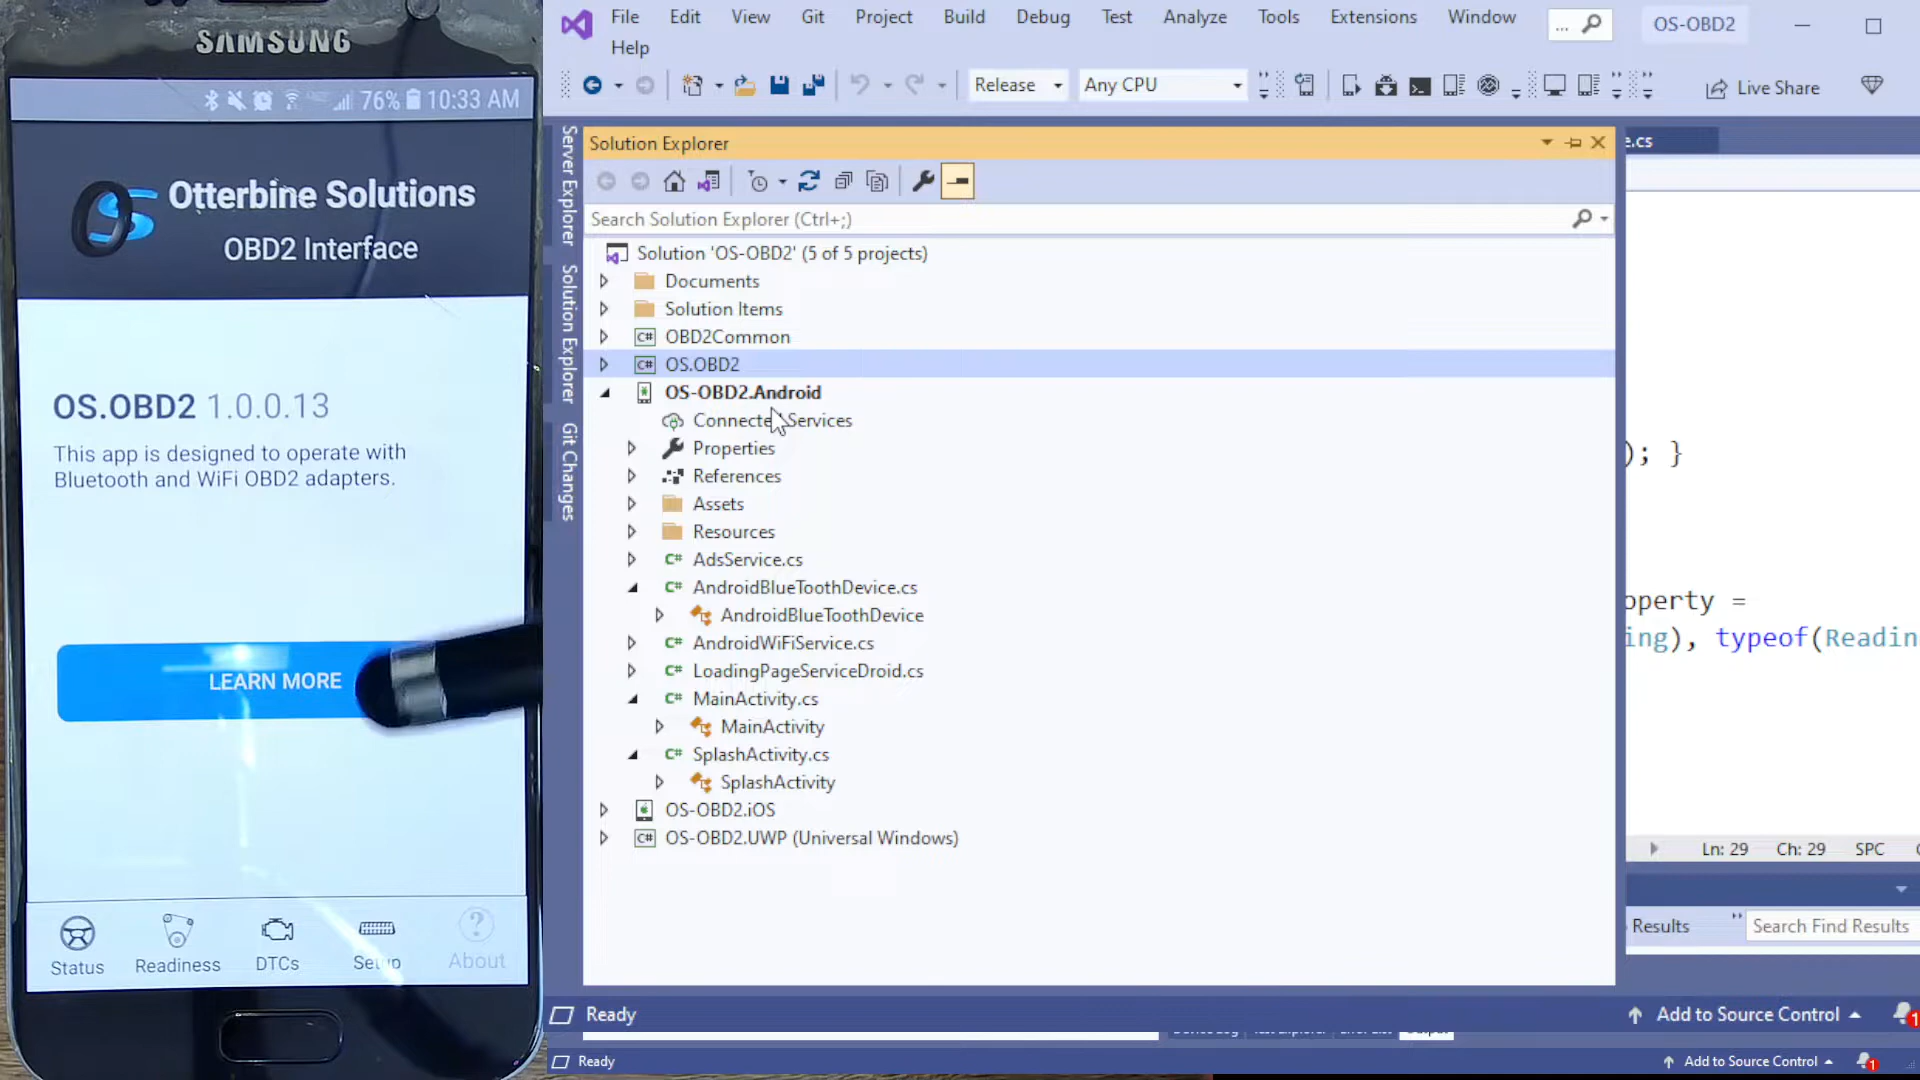 SAMSUNG
76% 10:33 AM
Otterbine Solutions
OBD2 Interface
OS.OBD2 1.0.0.13
This app is designed to operate with
Bluetooth and WiFi OBD2 adapters.
LEARN MORE
Status
Readiness
DTCs
Setup
About
File Edit View Git Project Build Debug Test Analyze Tools Extensions Window
Help
...
OS-OBD2
Release
Any CPU
Live Share
Server Explorer
Solution Explorer
Git Changes
Solution Explorer
Search Solution Explorer (Ctrl+;)
Solution 'OS-OBD2' (5 of 5 projects)
Documents
Solution Items
C# OBD2Common
C# OS.OBD2
OS-OBD2.Android
Connected Services
Properties
References
Assets
Resources
C# AdsService.cs
C# AndroidBlueToothDevice.cs
AndroidBlueToothDevice
C# AndroidWiFiService.cs
C# LoadingPageServiceDroid.cs
C# MainActivity.cs
MainActivity
C# SplashActivity.cs
SplashActivity
OS-OBD2.iOS
C# OS-OBD2.UWP (Universal Windows)
e.cs
); }
operty =
ing), typeof(Readin
Ln: 29 Ch: 29 SPC
Results
Search Find Results
Ready
Add to Source Control
1
Ready
Add to Source Control
1